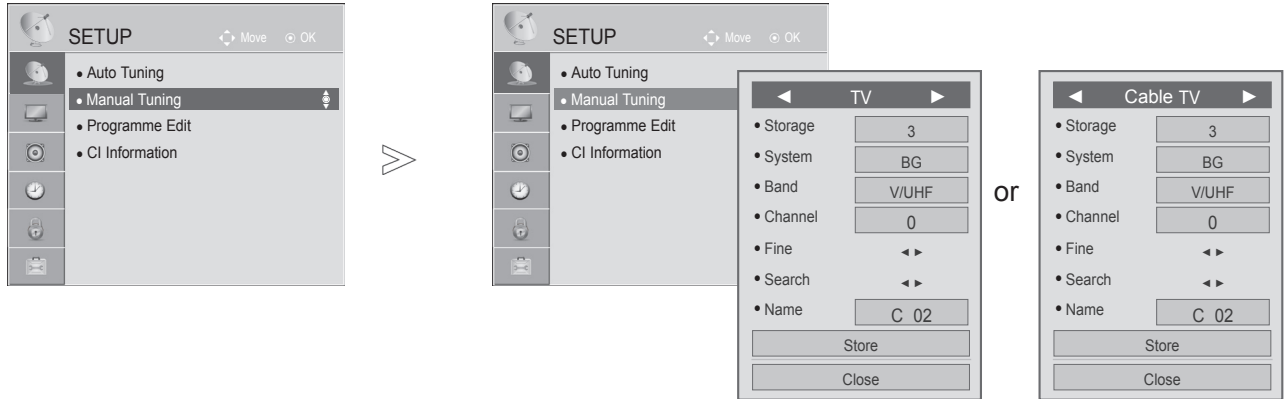 SETUP
Move OK
• Auto Tuning
• Manual Tuning
• Programme Edit
• CI Information
SETUP
Move OK
• Auto Tuning
• Manual Tuning
• Programme Edit
• CI Information
◄ TV ►
• Storage 3
• System BG
• Band V/UHF
• Channel 0
• Fine ◄ ►
• Search ◄ ►
• Name C 02
Store
Close
or
◄ Cable TV ►
• Storage 3
• System BG
• Band V/UHF
• Channel 0
• Fine ◄ ►
• Search ◄ ►
• Name C 02
Store
Close